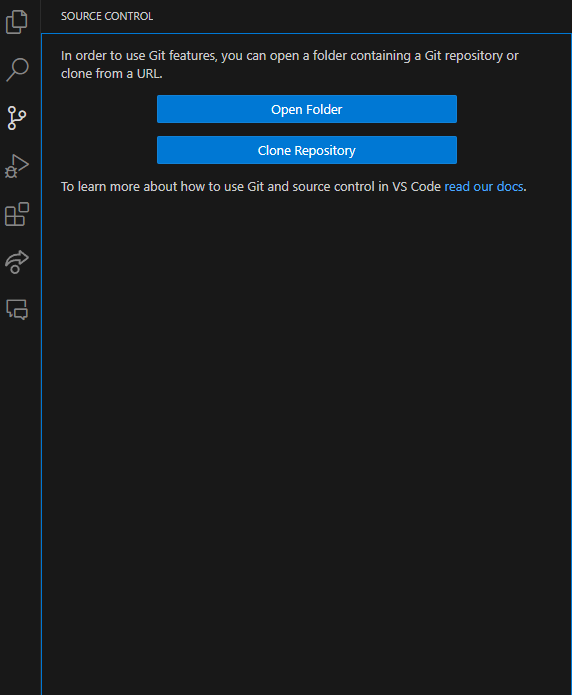 SOURCE CONTROL
In order to use Git features, you can open a folder containing a Git repository or
clone from a URL.
Open Folder
Clone Repository
To learn more about how to use Git and source control in VS Code read our docs.